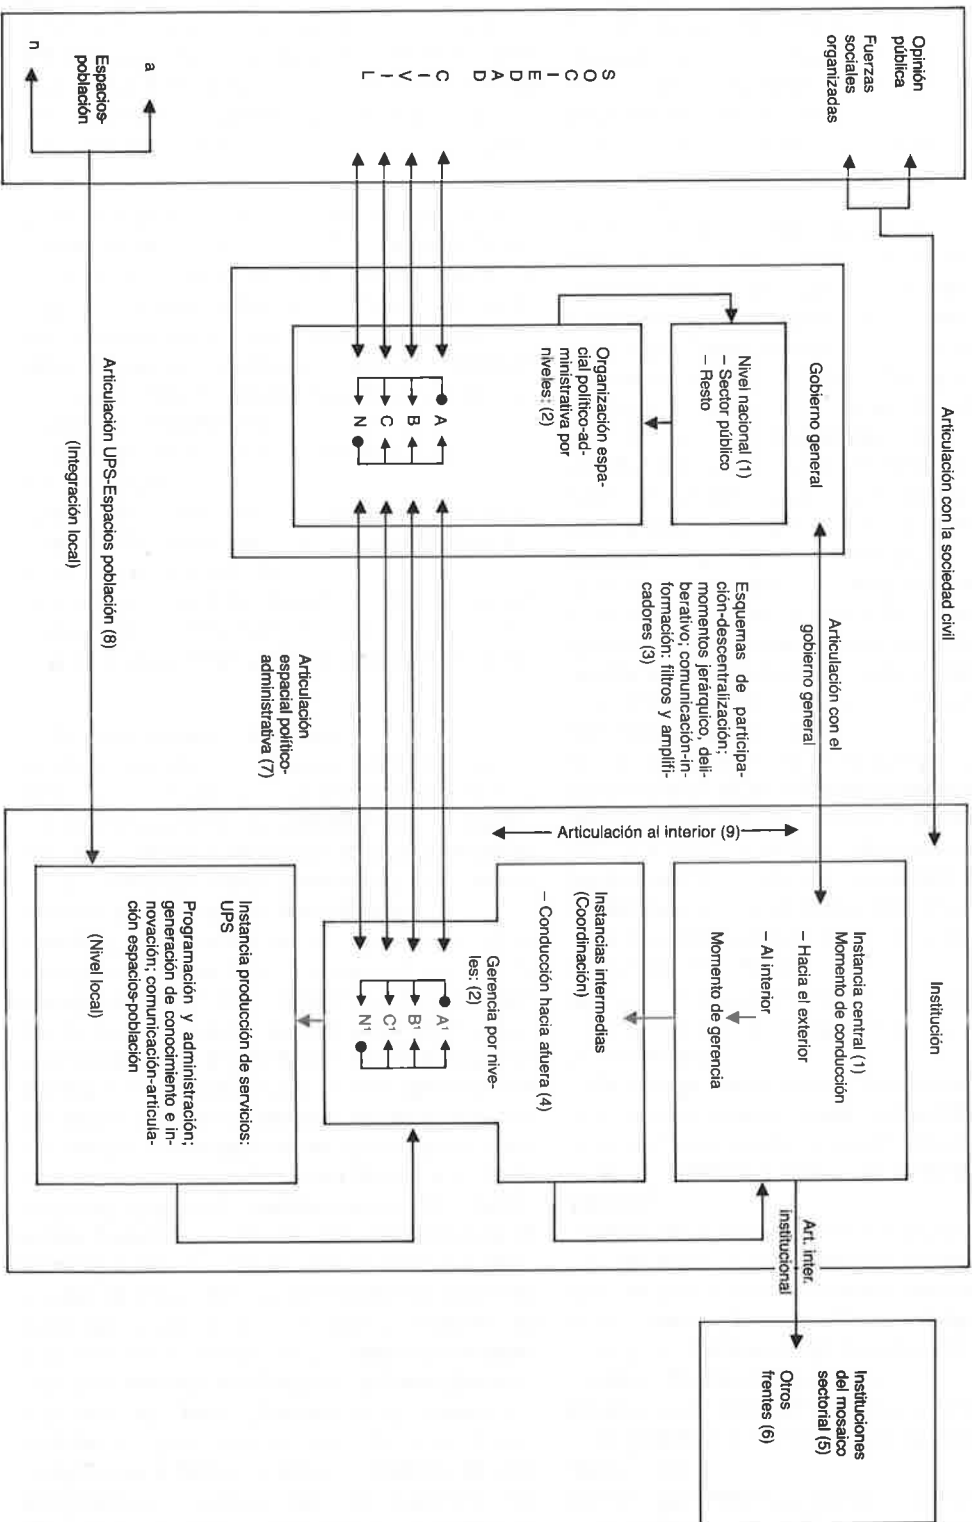 Opinión
pública
Fuerzas
sociales
organizadas
SOCIEDAD CIVIL
a
Espacios-
población
n
Articulación con la sociedad civil
Gobierno general
Nivel nacional (1)
– Sector público
– Resto
Organización espa-
cial político-ad-
ministrativa por
niveles: (2)
A
B
C
N
Articulación con el
gobierno general
Esquemas de participa-
ción-descentralización;
momentos jerárquico, deli-
berativo; comunicación-in-
formación: filtros y amplifi-
cadores (3)
Articulación
espacial político-
administrativa (7)
Articulación UPS-Espacios población (8)
(Integración local)
Institución
Instancia central (1)
Momento de conducción
– Hacia el exterior
– Al interior
Momento de gerencia
Articulación al interior (9)
Instancias intermedias
(Coordinación)
– Conducción hacia afuera (4)
Gerencia por nive-
les: (2)
A¹
B¹
C¹
N¹
Instancia producción de servicios:
UPS
Programación y administración;
generación de conocimiento e in-
novación; comunicación-articula-
ción espacios-población
(Nivel local)
Art. inter.
institucional
Instituciones
del mosaico
sectorial (5)
Otros
frentes (6)